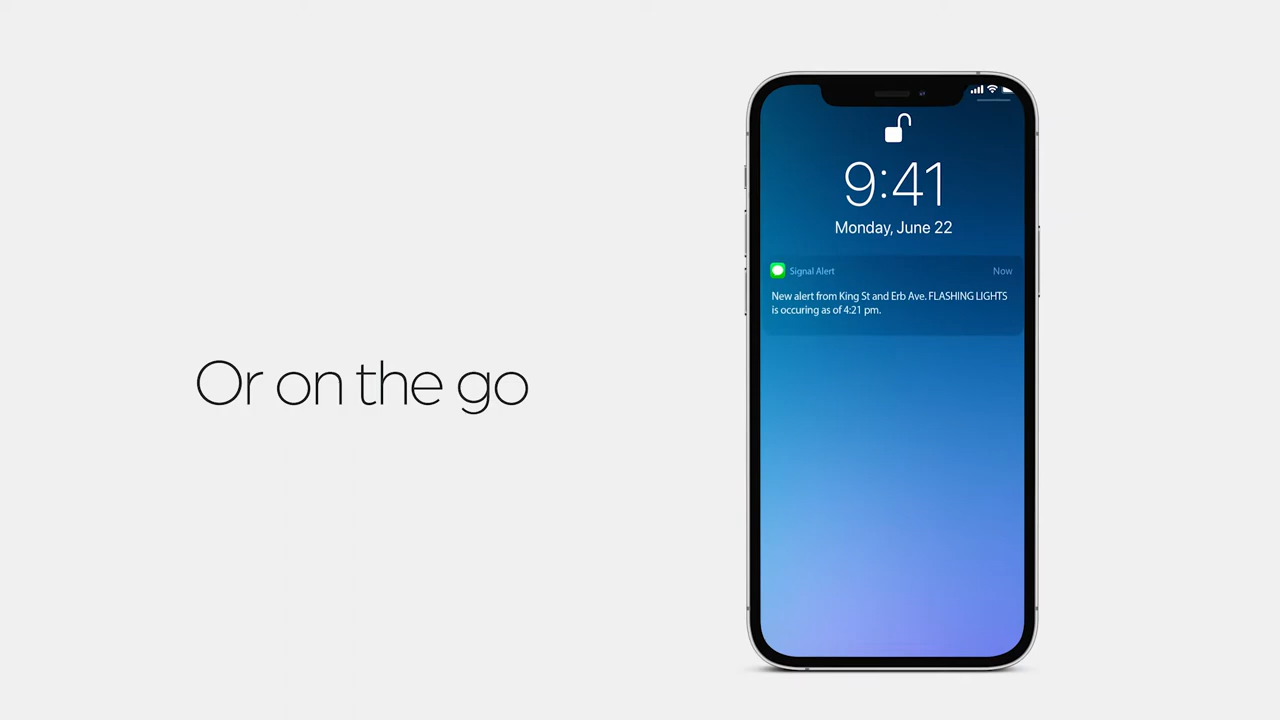 Or on the go
9:41
Monday, June 22
Signal Alert
Now
New alert from King St and Erb Ave. FLASHING LIGHTS
is occuring as of 4:21 pm.